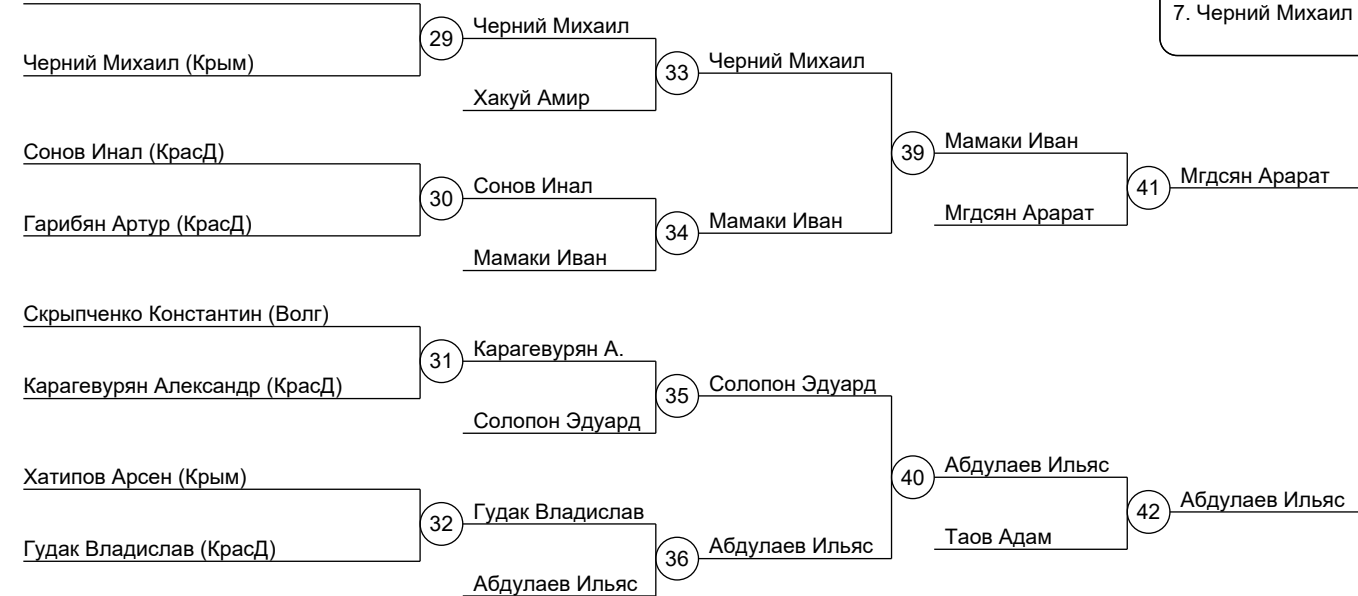 7. Черний Михаил
Черний Михаил
29
Черний Михаил (Крым)
Черний Михаил
33
Хакуй Амир
Сонов Инал (КрасД)
Мамаки Иван
39
Сонов Инал
Мгдсян Арарат
41
30
Гарибян Артур (КрасД)
Мамаки Иван
Мгдсян Арарат
34
Мамаки Иван
Скрыпченко Константин (Волг)
Карагевурян А.
31
Карагевурян Александр (КрасД)
Солопон Эдуард
35
Солопон Эдуард
Хатипов Арсен (Крым)
Абдулаев Ильяс
40
Гудак Владислав
Абдулаев Ильяс
42
32
Таов Адам
Гудак Владислав (КрасД)
Абдулаев Ильяс
36
Абдулаев Ильяс